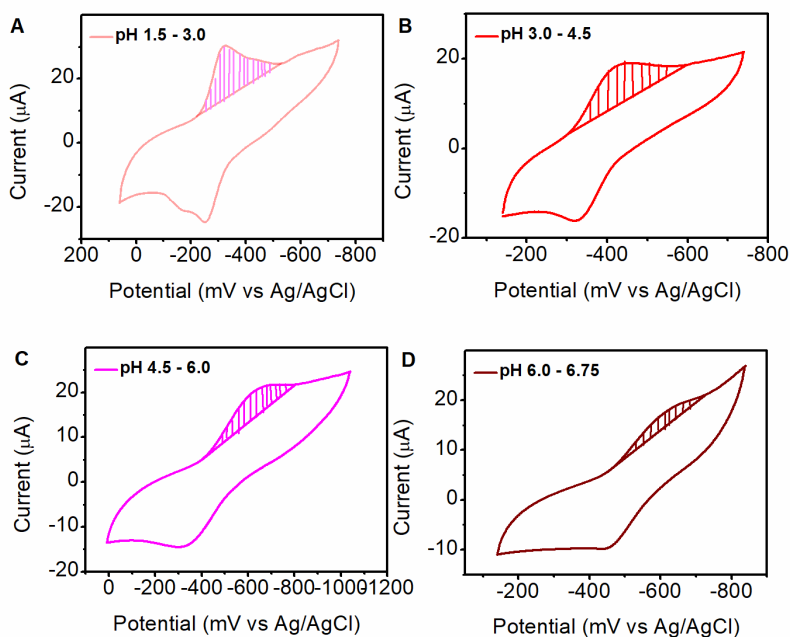 A
pH 1.5 - 3.0
Current (µA)
20
0
-20
200 0 -200 -400 -600 -800
Potential (mV vs Ag/AgCl)
B
pH 3.0 - 4.5
Current (µA)
20
0
-20
-200 -400 -600 -800
Potential (mV vs Ag/AgCl)
C
pH 4.5 - 6.0
Current (µA)
20
10
0
-10
-20
0 -200 -400 -600 -800 -1000 -1200
Potential (mV vs Ag/AgCl)
D
pH 6.0 - 6.75
Current (µA)
20
10
0
-10
-200 -400 -600 -800
Potential (mV vs Ag/AgCl)